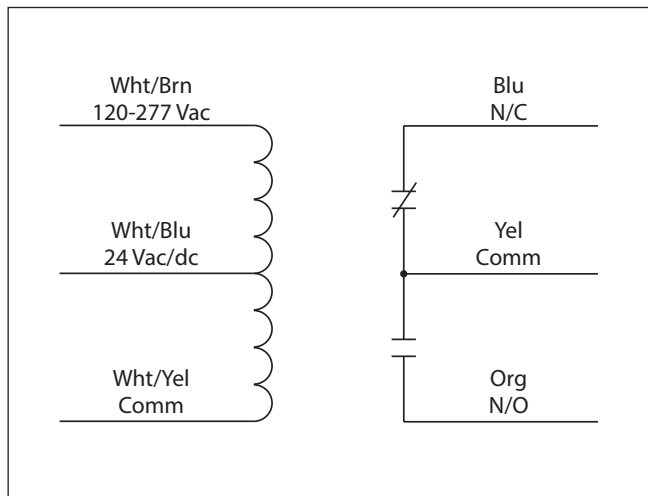 Wht/Brn
120-277 Vac
Wht/Blu
24 Vac/dc
Wht/Yel
Comm
Blu
N/C
Yel
Comm
Org
N/O